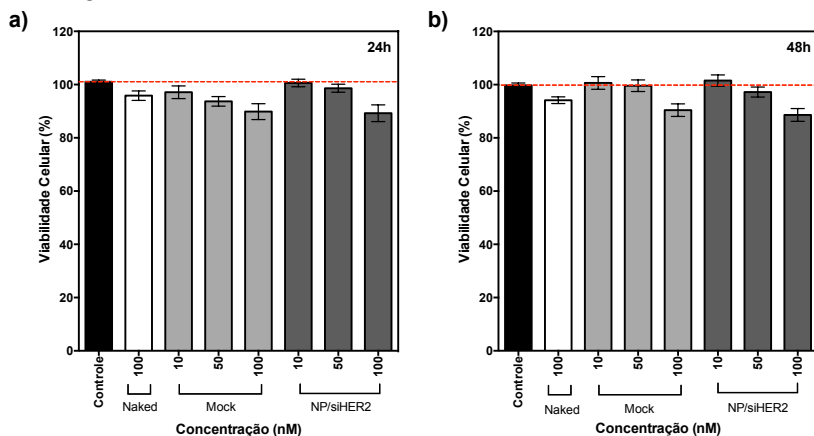 a)
24h
Viabilidade Celular (%)
120
100
80
60
40
20
0
Controle
100
10
50
100
10
50
100
Naked
Mock
NP/siHER2
Concentração (nM)
b)
48h
Viabilidade Celular (%)
120
100
80
60
40
20
0
Controle
100
10
50
100
10
50
100
Naked
Mock
NP/siHER2
Concentração (nM)